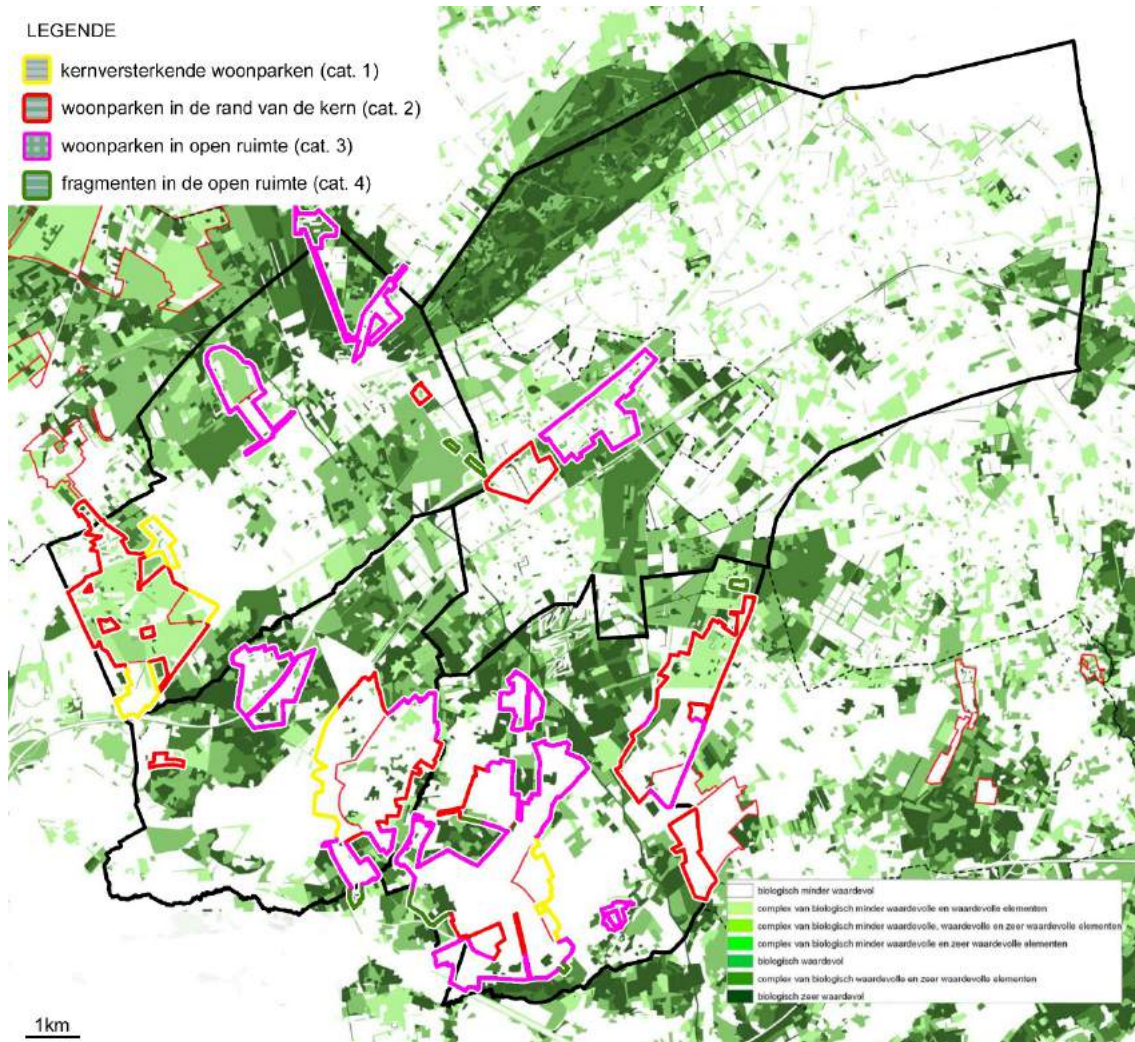 LEGENDE
kernversterkende woonparken (cat. 1)
woonparken in de rand van de kern (cat. 2)
woonparken in open ruimte (cat. 3)
fragmenten in de open ruimte (cat. 4)
biologisch minder waardevol
complex van biologisch minder waardevolle en waardevolle elementen
complex van biologisch minder waardevolle, waardevolle en zeer waardevolle elementen
complex van biologisch minder waardevolle en zeer waardevolle elementen
biologisch waardevol
complex van biologisch waardevolle en zeer waardevolle elementen
biologisch zeer waardevol
1km